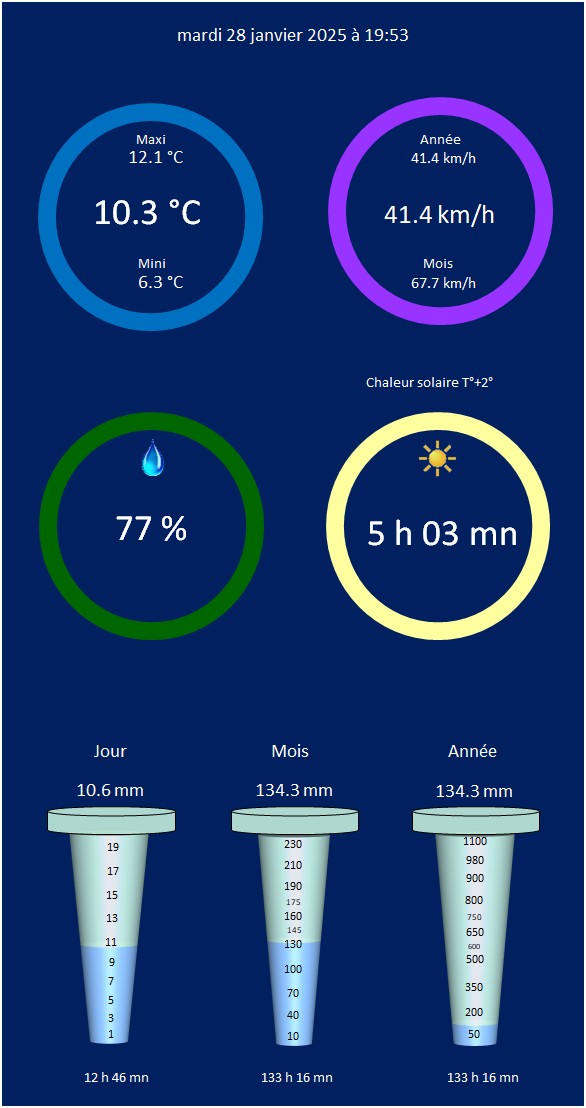 mardi 28 janvier 2025 à 19:53
Maxi
12.1 °C
10.3 °C
Mini
6.3 °C
Année
41.4 km/h
41.4 km/h
Mois
67.7 km/h
Chaleur solaire T°+2°
77 %
5 h 03 mn
Jour
10.6 mm
19
17
15
13
11
9
7
5
3
1
12 h 46 mn
Mois
134.3 mm
230
210
190
175
160
145
130
100
70
40
10
133 h 16 mn
Année
134.3 mm
1100
980
900
800
750
650
600
500
350
200
50
133 h 16 mn